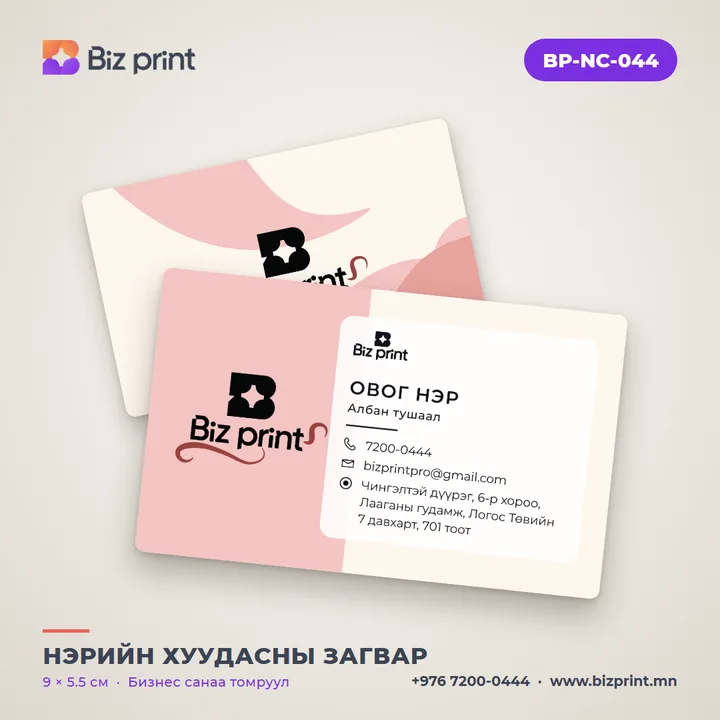 Biz print
BP-NC-044
Biz print
Biz print
ОВОГ НЭР
Албан тушаал
7200-0444
bizprintpro@gmail.com
Чингэлтэй дүүрэг, 6-р хороо,
Лааганы гудамж, Логос Төвийн
7 давхарт, 701 тоот
НЭРИЙН ХУУДАСНЫ ЗАГВАР
9 × 5.5 см · Бизнес санаа томруул
+976 7200-0444 · www.bizprint.mn